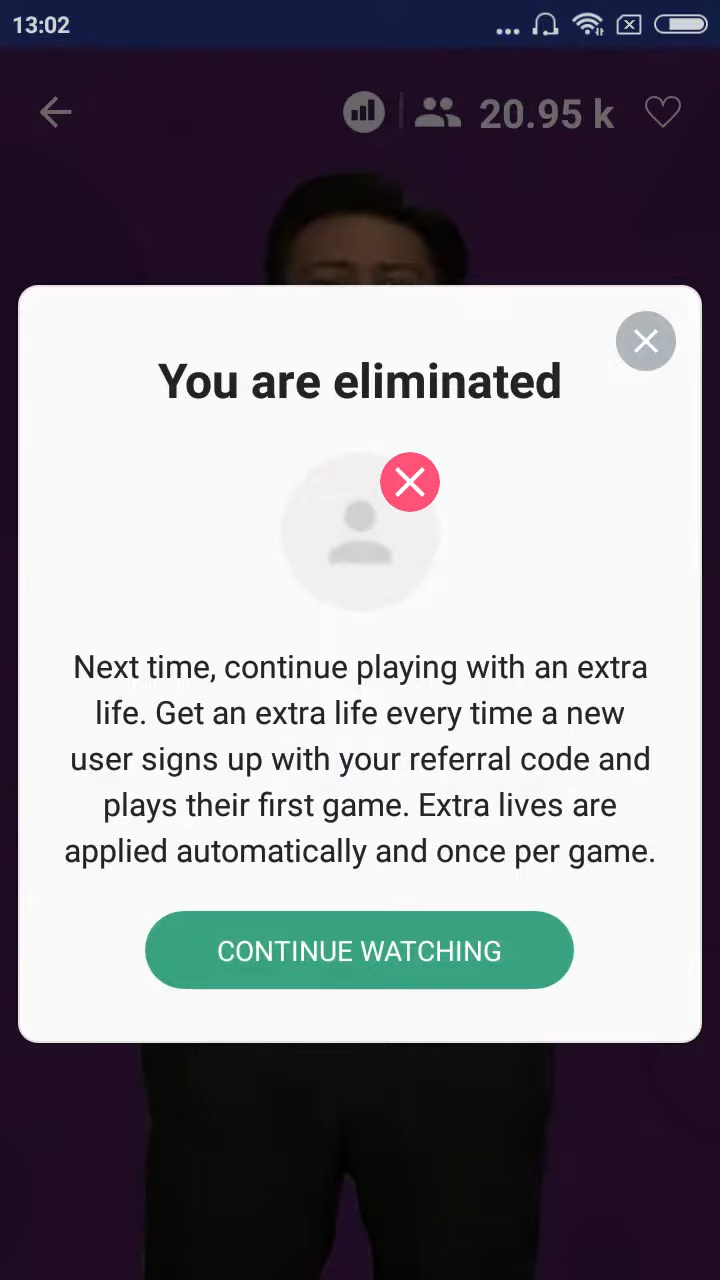 13:02
20.95 k
You are eliminated
Next time, continue playing with an extra
life. Get an extra life every time a new
user signs up with your referral code and
plays their first game. Extra lives are
applied automatically and once per game.
CONTINUE WATCHING